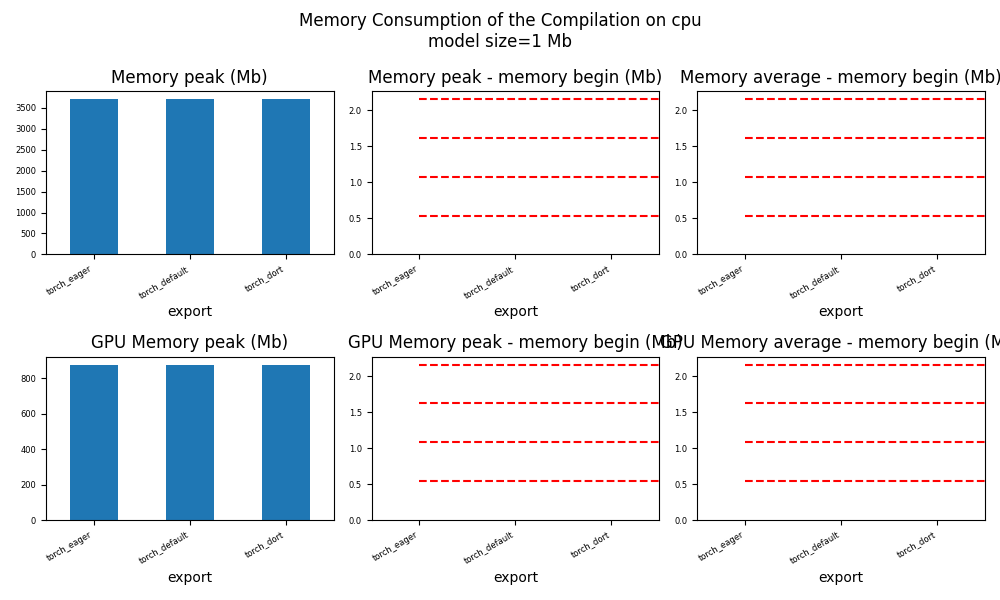 Memory Consumption of the Compilation on cpu
model size=1 Mb
Memory peak (Mb)
3500
3000
2500
2000
1500
1000
500
0
torch_eager
torch_default
torch_dort
export
Memory peak - memory begin (Mb)
2.0
1.5
1.0
0.5
0.0
torch_eager
torch_default
torch_dort
export
Memory average - memory begin (Mb)
2.0
1.5
1.0
0.5
0.0
torch_eager
torch_default
torch_dort
export
GPU Memory peak (Mb)
800
600
400
200
0
torch_eager
torch_default
torch_dort
export
GPU Memory peak - memory begin (Mb)
2.0
1.5
1.0
0.5
0.0
torch_eager
torch_default
torch_dort
export
GPU Memory average - memory begin (M
2.0
1.5
1.0
0.5
0.0
torch_eager
torch_default
torch_dort
export